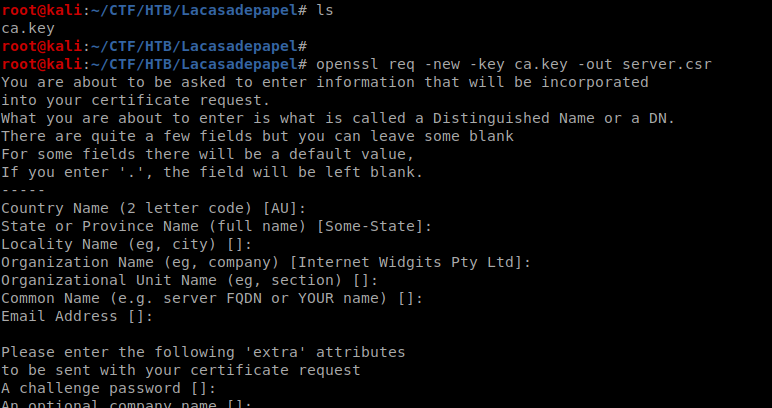 root@kali:~/CTF/HTB/Lacasadepapel# ls
ca.key
root@kali:~/CTF/HTB/Lacasadepapel#
root@kali:~/CTF/HTB/Lacasadepapel# openssl req -new -key ca.key -out server.csr
You are about to be asked to enter information that will be incorporated
into your certificate request.
What you are about to enter is what is called a Distinguished Name or a DN.
There are quite a few fields but you can leave some blank
For some fields there will be a default value,
If you enter '.', the field will be left blank.
-----
Country Name (2 letter code) [AU]:
State or Province Name (full name) [Some-State]:
Locality Name (eg, city) []:
Organization Name (eg, company) [Internet Widgits Pty Ltd]:
Organizational Unit Name (eg, section) []:
Common Name (e.g. server FQDN or YOUR name) []:
Email Address []:
Please enter the following 'extra' attributes
to be sent with your certificate request
A challenge password []:
An optional company name []: